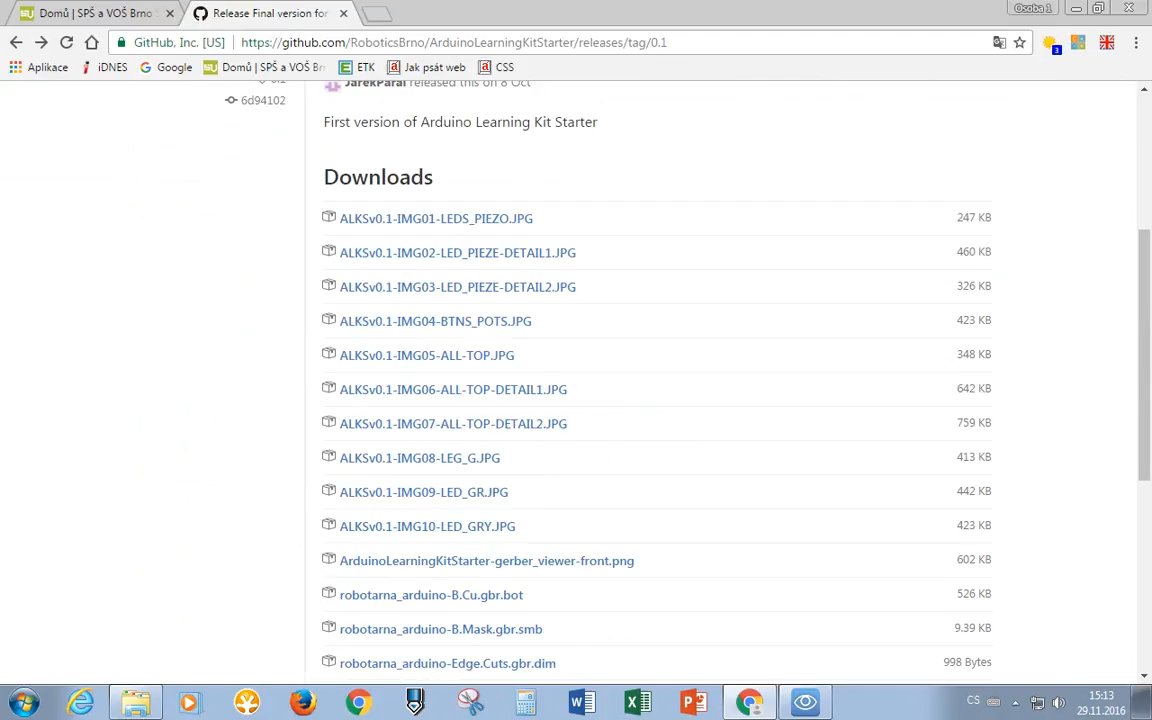 Domů | SPŠ a VOŠ Brno
Release Final version for
Osoba 1
GitHub, Inc. [US]
https://github.com/RoboticsBrno/ArduinoLearningKitStarter/releases/tag/0.1
3
Aplikace
iDNES
Google
Domů | SPŠ a VOŠ Brn
ETK
Jak psát web
CSS
JarekParal released this on 8 Oct
6d94102
First version of Arduino Learning Kit Starter
Downloads
ALKSv0.1-IMG01-LEDS_PIEZO.JPG 247 KB
ALKSv0.1-IMG02-LED_PIEZE-DETAIL1.JPG 460 KB
ALKSv0.1-IMG03-LED_PIEZE-DETAIL2.JPG 326 KB
ALKSv0.1-IMG04-BTNS_POTS.JPG 423 KB
ALKSv0.1-IMG05-ALL-TOP.JPG 348 KB
ALKSv0.1-IMG06-ALL-TOP-DETAIL1.JPG 642 KB
ALKSv0.1-IMG07-ALL-TOP-DETAIL2.JPG 759 KB
ALKSv0.1-IMG08-LEG_G.JPG 413 KB
ALKSv0.1-IMG09-LED_GR.JPG 442 KB
ALKSv0.1-IMG10-LED_GRY.JPG 423 KB
ArduinoLearningKitStarter-gerber_viewer-front.png 602 KB
robotarna_arduino-B.Cu.gbr.bot 526 KB
robotarna_arduino-B.Mask.gbr.smb 9.39 KB
robotarna_arduino-Edge.Cuts.gbr.dim 998 Bytes
CS
15:13
29.11.2016